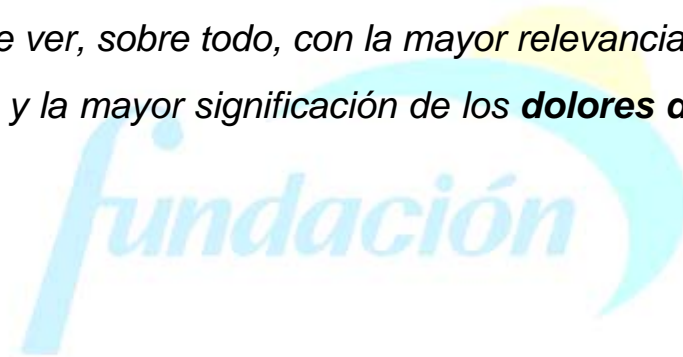 e ver, sobre todo, con la mayor relevancia
y la mayor significación de los dolores d
fundación